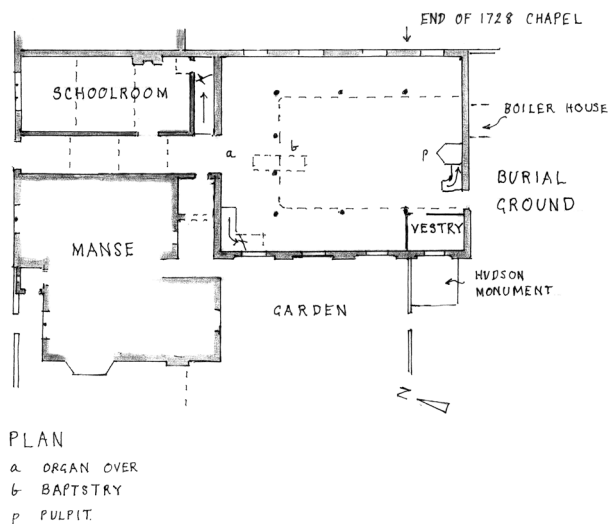 END OF 1728 CHAPEL
SCHOOLROOM
BOILER HOUSE
a
b
p
BURIAL
GROUND
MANSE
VESTRY
HUDSON
MONUMENT
GARDEN
N
PLAN
a ORGAN OVER
b BAPTSTRY
p PULPIT.